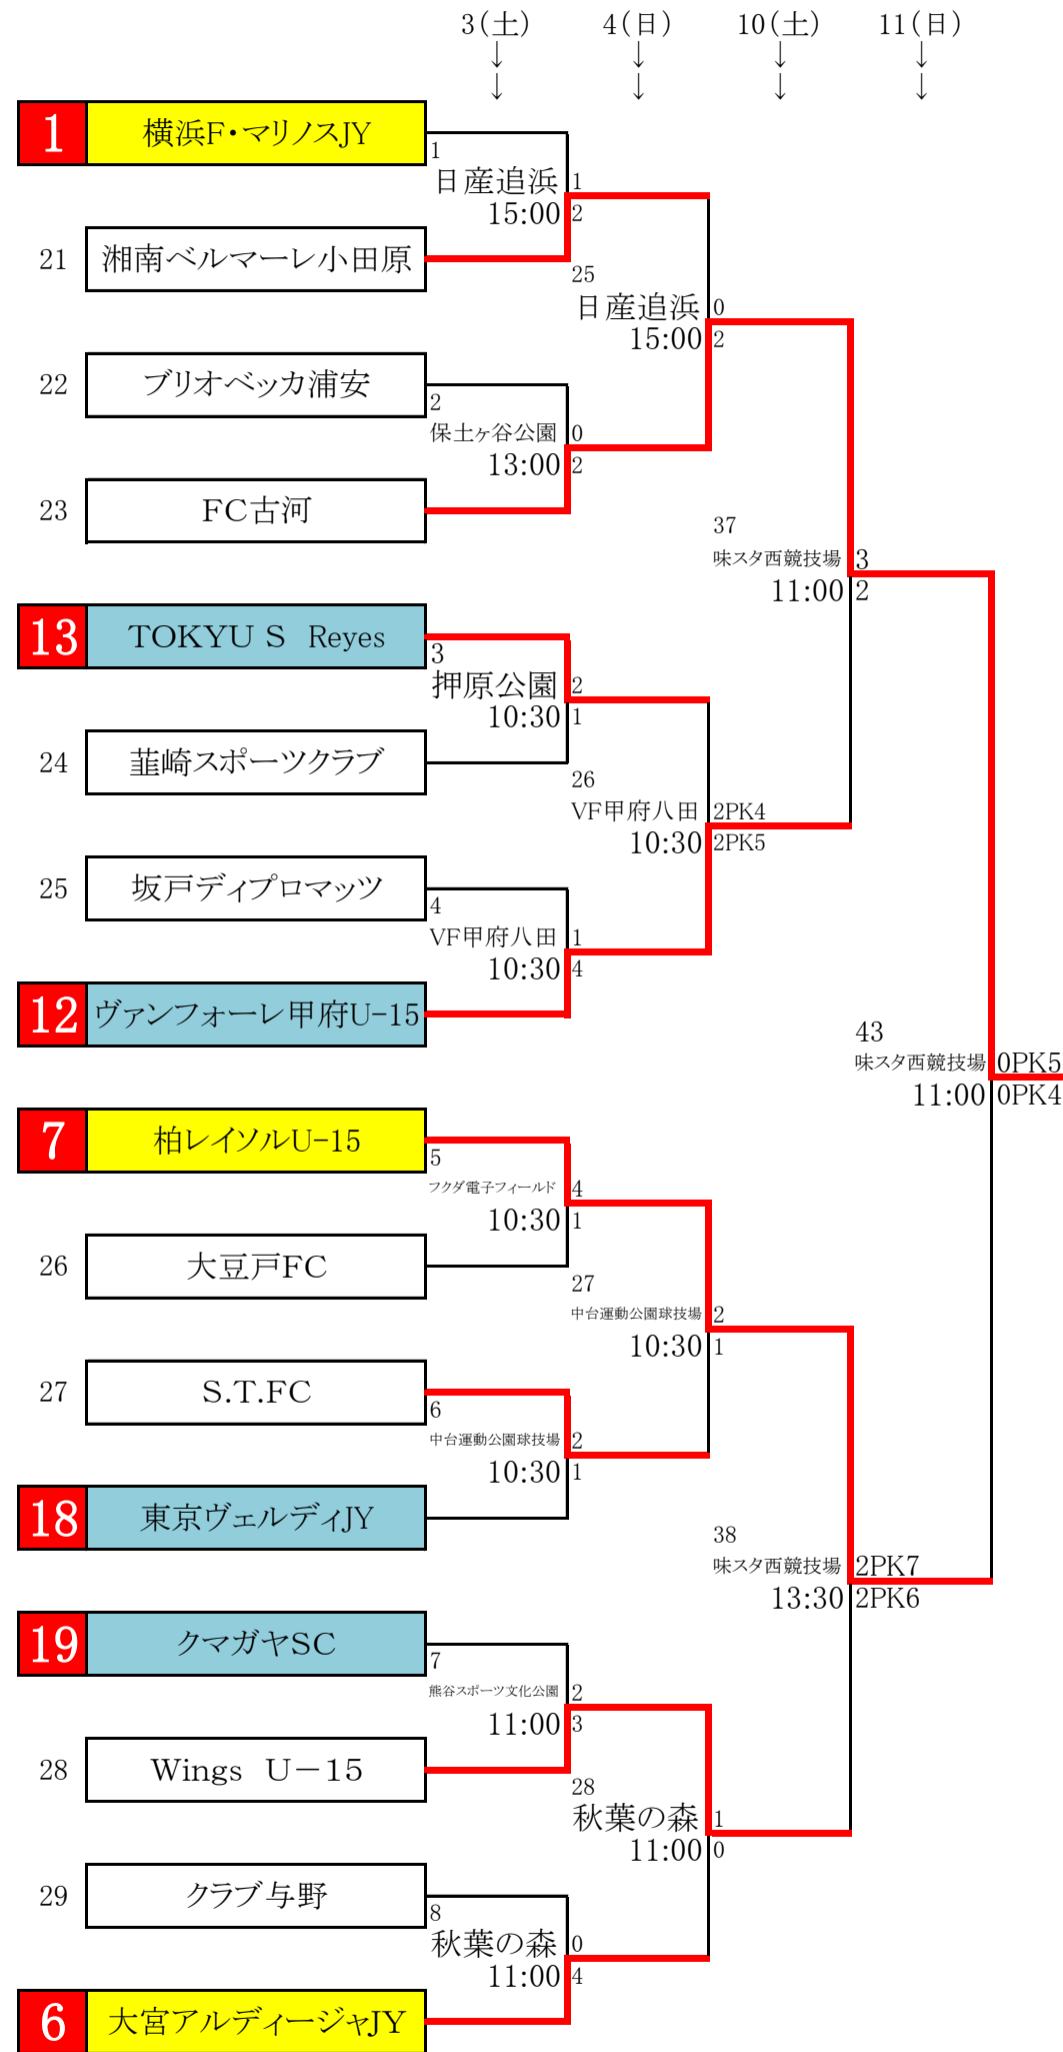 3(土) 4(日) 10(土) 11(日)
↓ ↓ ↓ ↓
↓ ↓ ↓ ↓
1 横浜F・マリノスJY
1
日産追浜 1
15:00 2
21 湘南ベルマーレ小田原
25
日産追浜 0
15:00 2
22 ブリオベッカ浦安
2
保土ヶ谷公園 0
13:00 2
23 FC古河
37
味スタ西競技場 3
11:00 2
13 TOKYU S Reyes
3
押原公園 2
10:30 1
24 韮崎スポーツクラブ
26
VF甲府八田 2PK4
10:30 2PK5
25 坂戸ディプロマッツ
4
VF甲府八田 1
10:30 4
12 ヴァンフォーレ甲府U-15
43
味スタ西競技場 0PK5
11:00 0PK4
7 柏レイソルU-15
5
フクダ電子フィールド 4
10:30 1
26 大豆戸FC
27
中台運動公園球技場 2
10:30 1
27 S.T.FC
6
中台運動公園球技場 2
10:30 1
18 東京ヴェルディJY
38
味スタ西競技場 2PK7
13:30 2PK6
19 クマガヤSC
7
熊谷スポーツ文化公園 2
11:00 3
28 Wings U－15
28
秋葉の森 1
11:00 0
29 クラブ与野
8
秋葉の森 0
11:00 4
6 大宮アルディージャJY